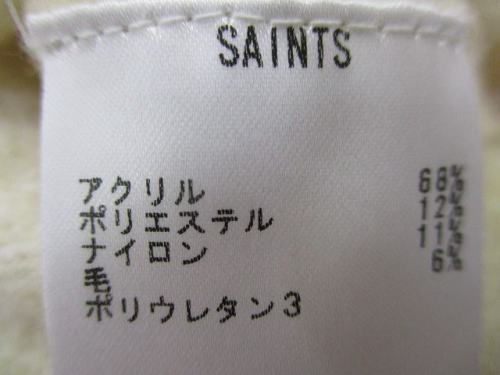 SAINTS
アクリル 68%
ポリエステル 12%
ナイロン 11%
毛 6%
ポリウレタン3